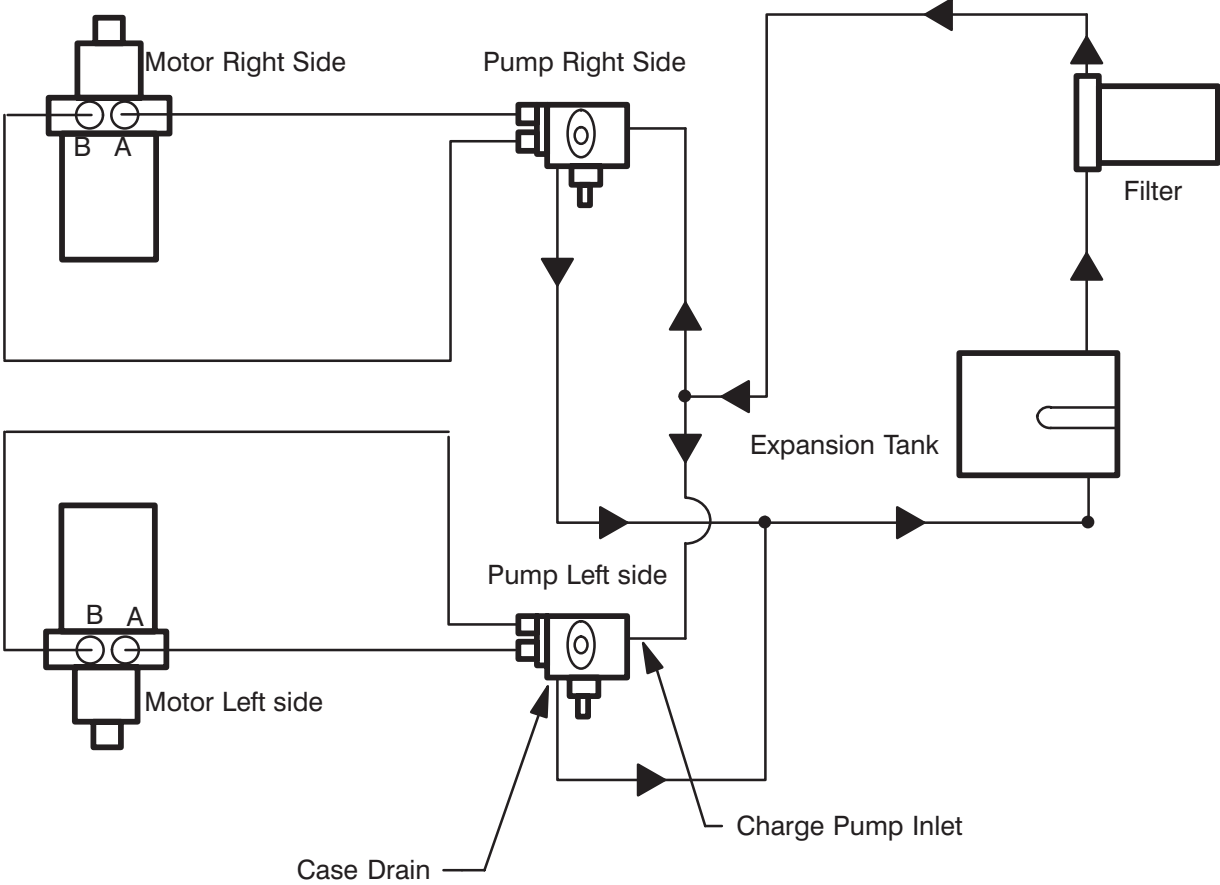 Motor Right Side
Pump Right Side
B A
Filter
Expansion Tank
Pump Left side
B A
Motor Left side
Charge Pump Inlet
Case Drain